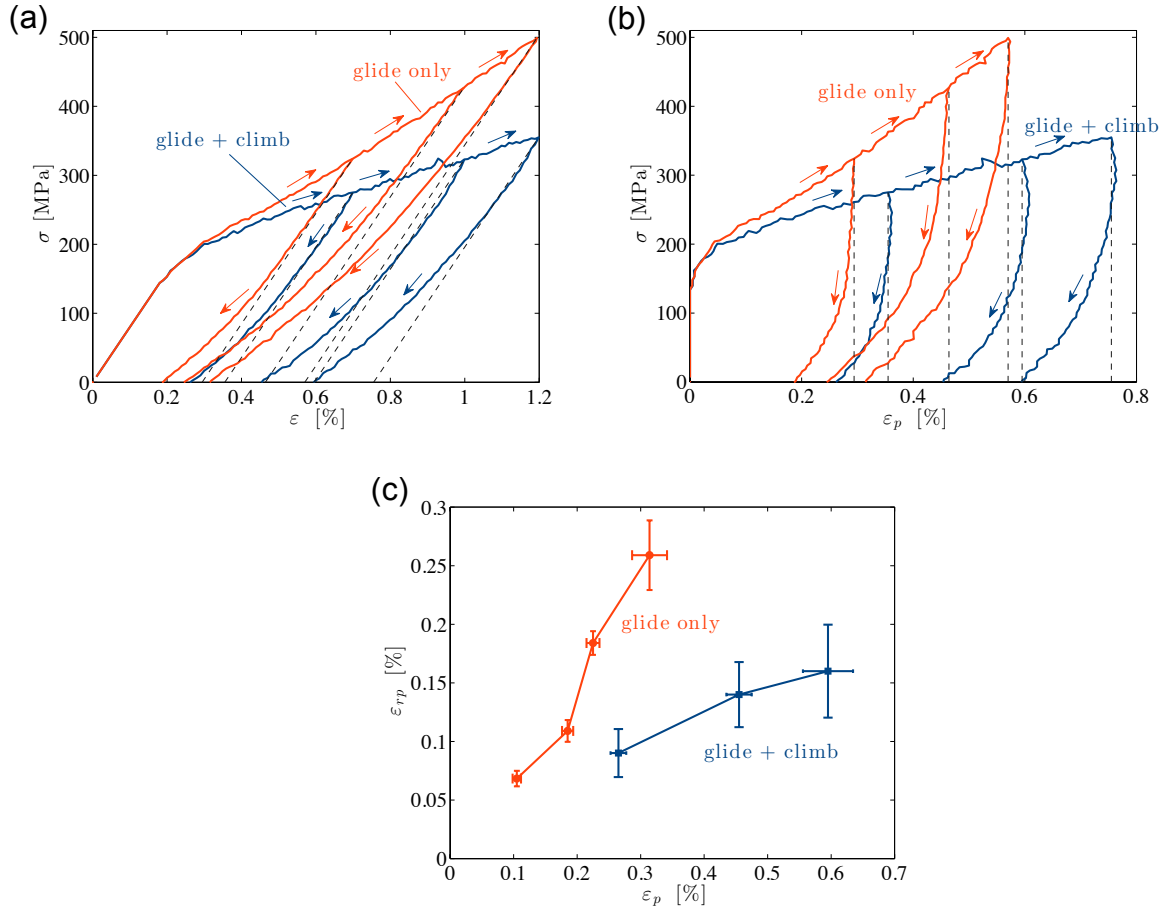 (a)
500
400
300
200
100
0
σ [MPa]
glide only
glide + climb
0
0.2
0.4
0.6
0.8
1
1.2
ε [%]
(b)
500
400
300
200
100
0
σ [MPa]
glide only
glide + climb
0
0.2
0.4
0.6
0.8
εp [%]
(c)
0.3
0.25
0.2
0.15
0.1
0.05
0
εrp [%]
glide only
glide + climb
0
0.1
0.2
0.3
0.4
0.5
0.6
0.7
εp [%]